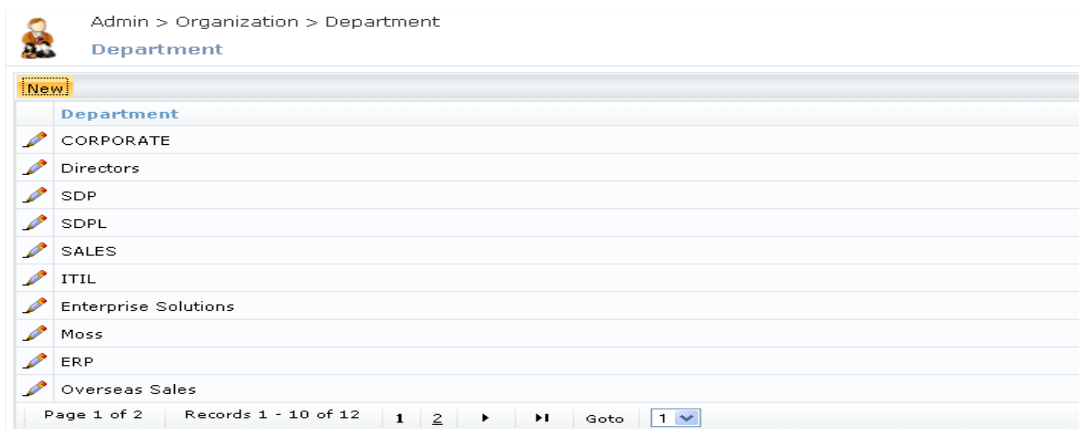 Admin > Organization > Department
Department
New
Department
CORPORATE
Directors
SDP
SDPL
SALES
ITIL
Enterprise Solutions
Moss
ERP
Overseas Sales
Page 1 of 2 Records 1 - 10 of 12 1 2 Goto 1